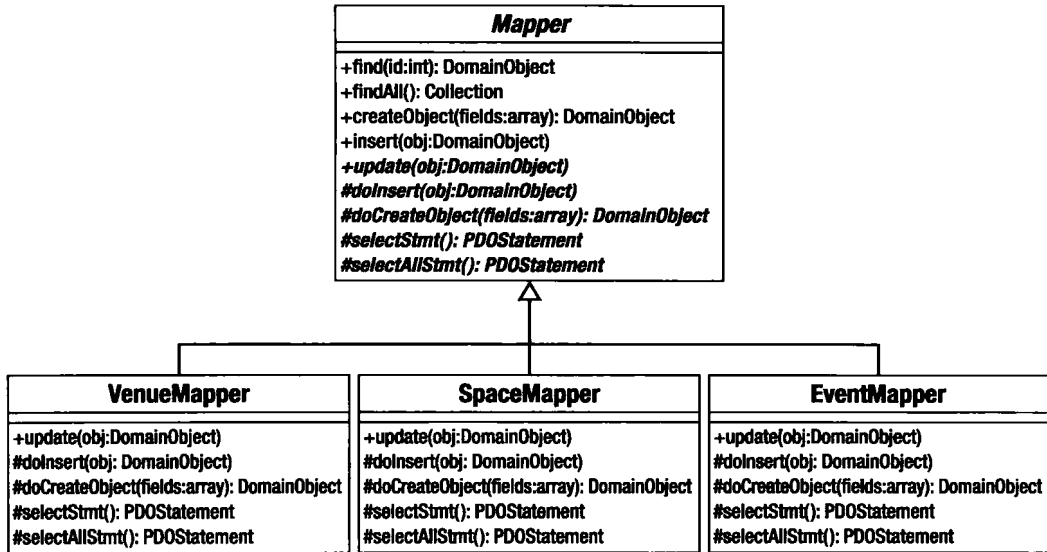 Mapper
+find(id:int): DomainObject
+findAll(): Collection
+createObject(fields:array): DomainObject
+insert(obj:DomainObject)
+update(obj:DomainObject)
#doInsert(obj:DomainObject)
#doCreateObject(fields:array): DomainObject
#selectStmt(): PDOStatement
#selectAllStmt(): PDOStatement
VenueMapper
+update(obj:DomainObject)
#doInsert(obj: DomainObject)
#doCreateObject(fields:array): DomainObject
#selectStmt(): PDOStatement
#selectAllStmt(): PDOStatement
SpaceMapper
+update(obj:DomainObject)
#doInsert(obj: DomainObject)
#doCreateObject(fields:array): DomainObject
#selectStmt(): PDOStatement
#selectAllStmt(): PDOStatement
EventMapper
+update(obj:DomainObject)
#doInsert(obj: DomainObject)
#doCreateObject(fields:array): DomainObject
#selectStmt(): PDOStatement
#selectAllStmt(): PDOStatement